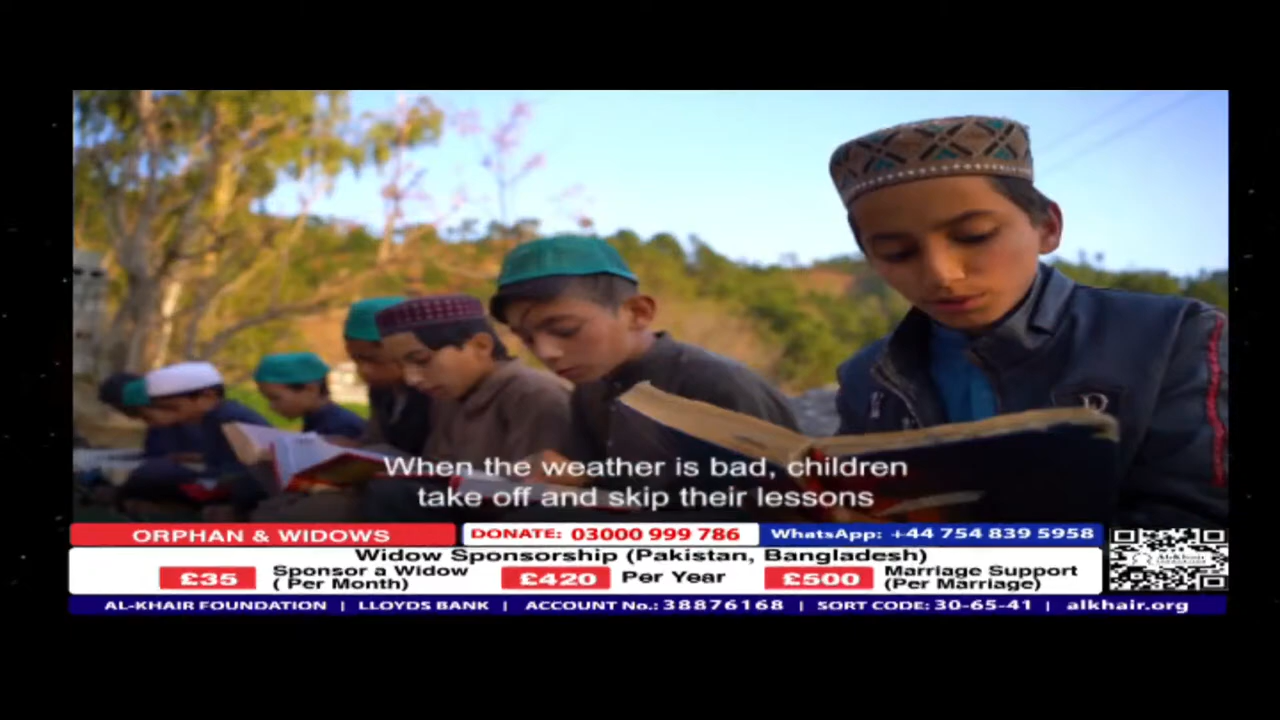 When the weather is bad, children
take off and skip their lessons
ORPHAN & WIDOWS
DONATE: 03000 999 786
WhatsApp: +44 754 839 5958
Widow Sponsorship (Pakistan, Bangladesh)
£35 Sponsor a Widow (Per Month)
£420 Per Year
£500 Marriage Support (Per Marriage)
AL-KHAIR FOUNDATION | LLOYDS BANK | ACCOUNT No.: 38876168 | SORT CODE: 30-65-41 | alkhair.org